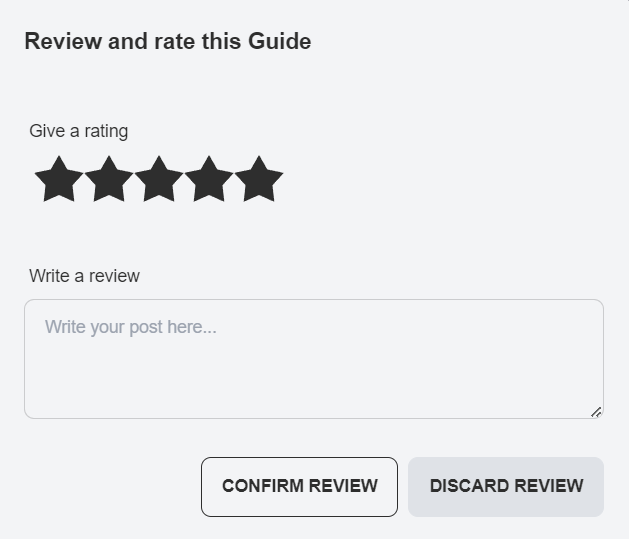 Review and rate this Guide
Give a rating
Write a review
Write your post here...
CONFIRM REVIEW
DISCARD REVIEW